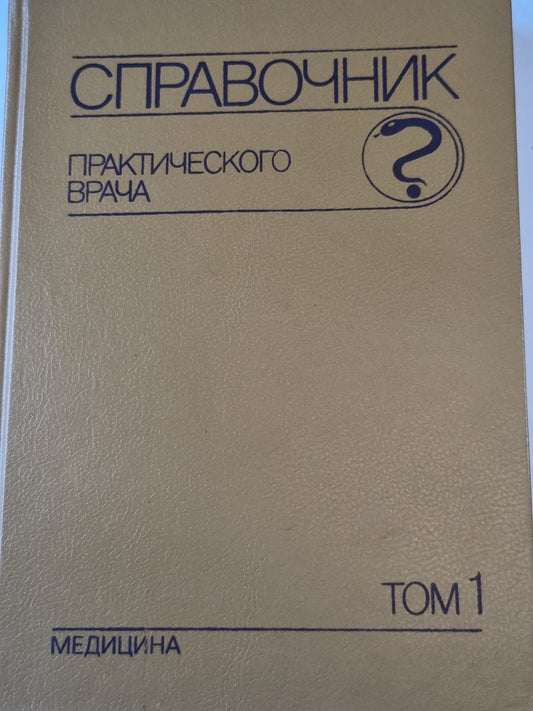 СПРАВОЧНИК
ПРАКТИЧЕСКОГО
ВРАЧА
ТОМ 1
МЕДИЦИНА